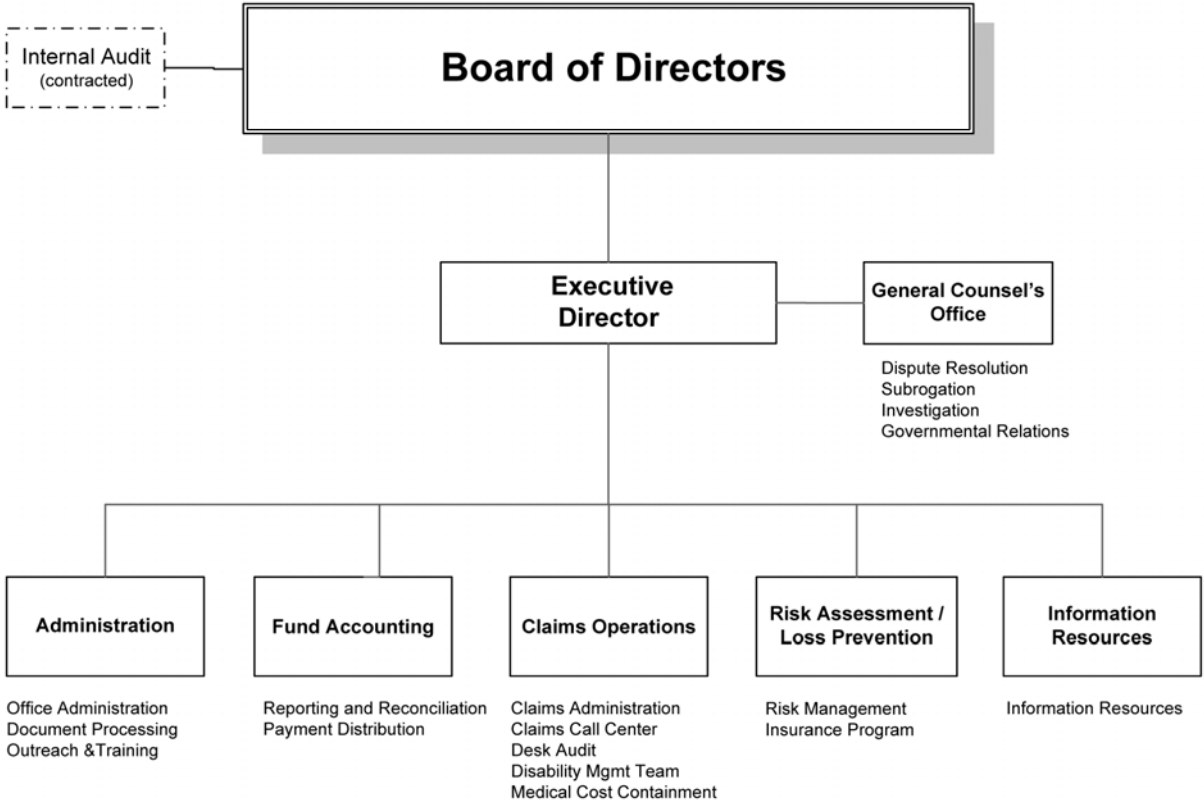 Internal Audit
(contracted)
Board of Directors
Executive
Director
General Counsel's
Office
Dispute Resolution
Subrogation
Investigation
Governmental Relations
Administration
Office Administration
Document Processing
Outreach &Training
Fund Accounting
Reporting and Reconciliation
Payment Distribution
Claims Operations
Claims Administration
Claims Call Center
Desk Audit
Disability Mgmt Team
Medical Cost Containment
Risk Assessment /
Loss Prevention
Risk Management
Insurance Program
Information
Resources
Information Resources